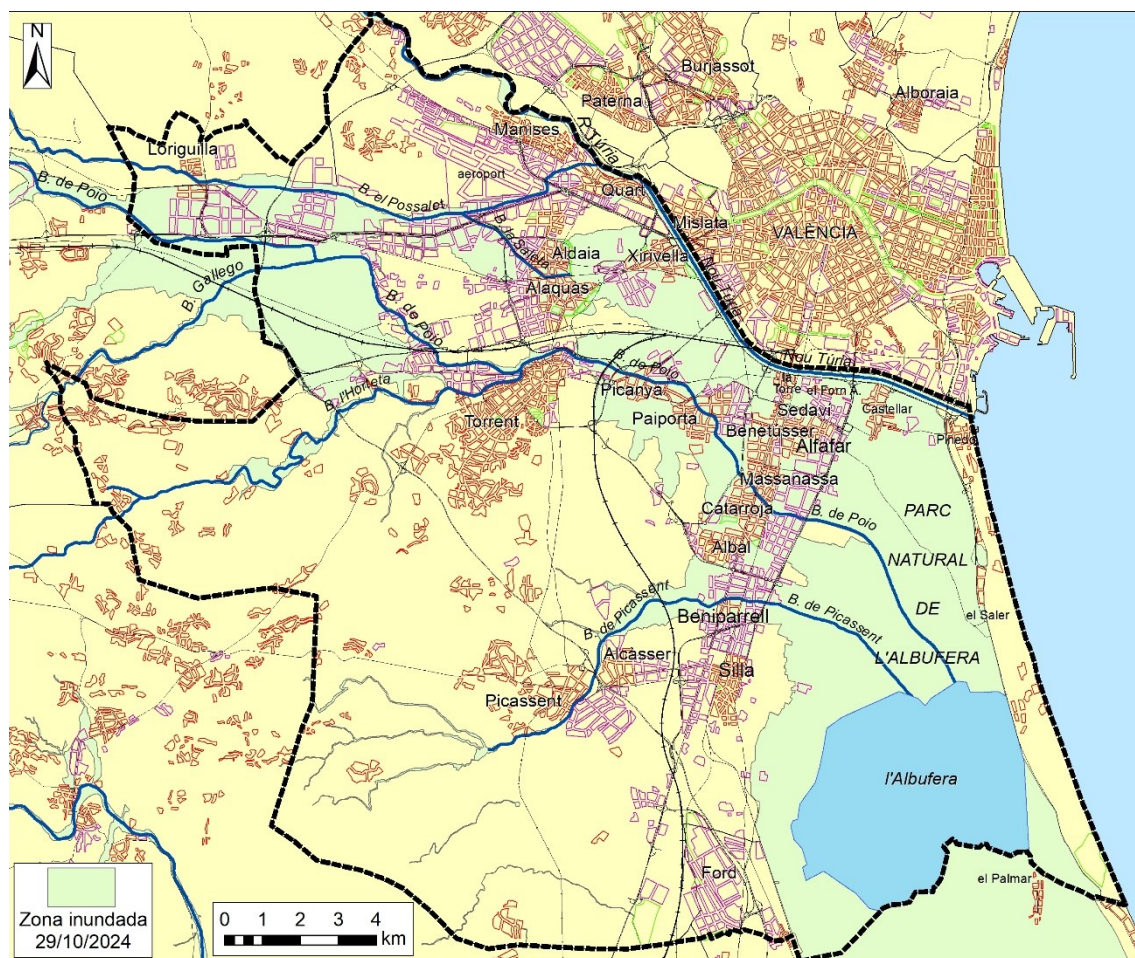 N
Burjassot
Alboraia
Paterna
Manises
R. Túria
Loriguilla
aeroport
B. de Poio
B. el Possalet
Quart
Mislata
VALÈNCIA
B. de Saleta
Aldaia
Xirivella
Alaquas
Nou Túria
B. Gallego
B. de Poio
Nou Túria
B. de Poio
B. l'Horteta
Picanya
la Torre
el Forn A.
Sedaví
Castellar
Torrent
Paiporta
Benetússer
Alfafar
Pinedo
Massanassa
Catarroja
B. de Poio
PARC
NATURAL
DE
L'ALBUFERA
Albal
el Saler
B. de Picassent
B. de Picassent
Beniparrell
Alcàsser
Silla
Picassent
l'Albufera
Ford
el Palmar
Zona inundada
29/10/2024
0 1 2 3 4
km